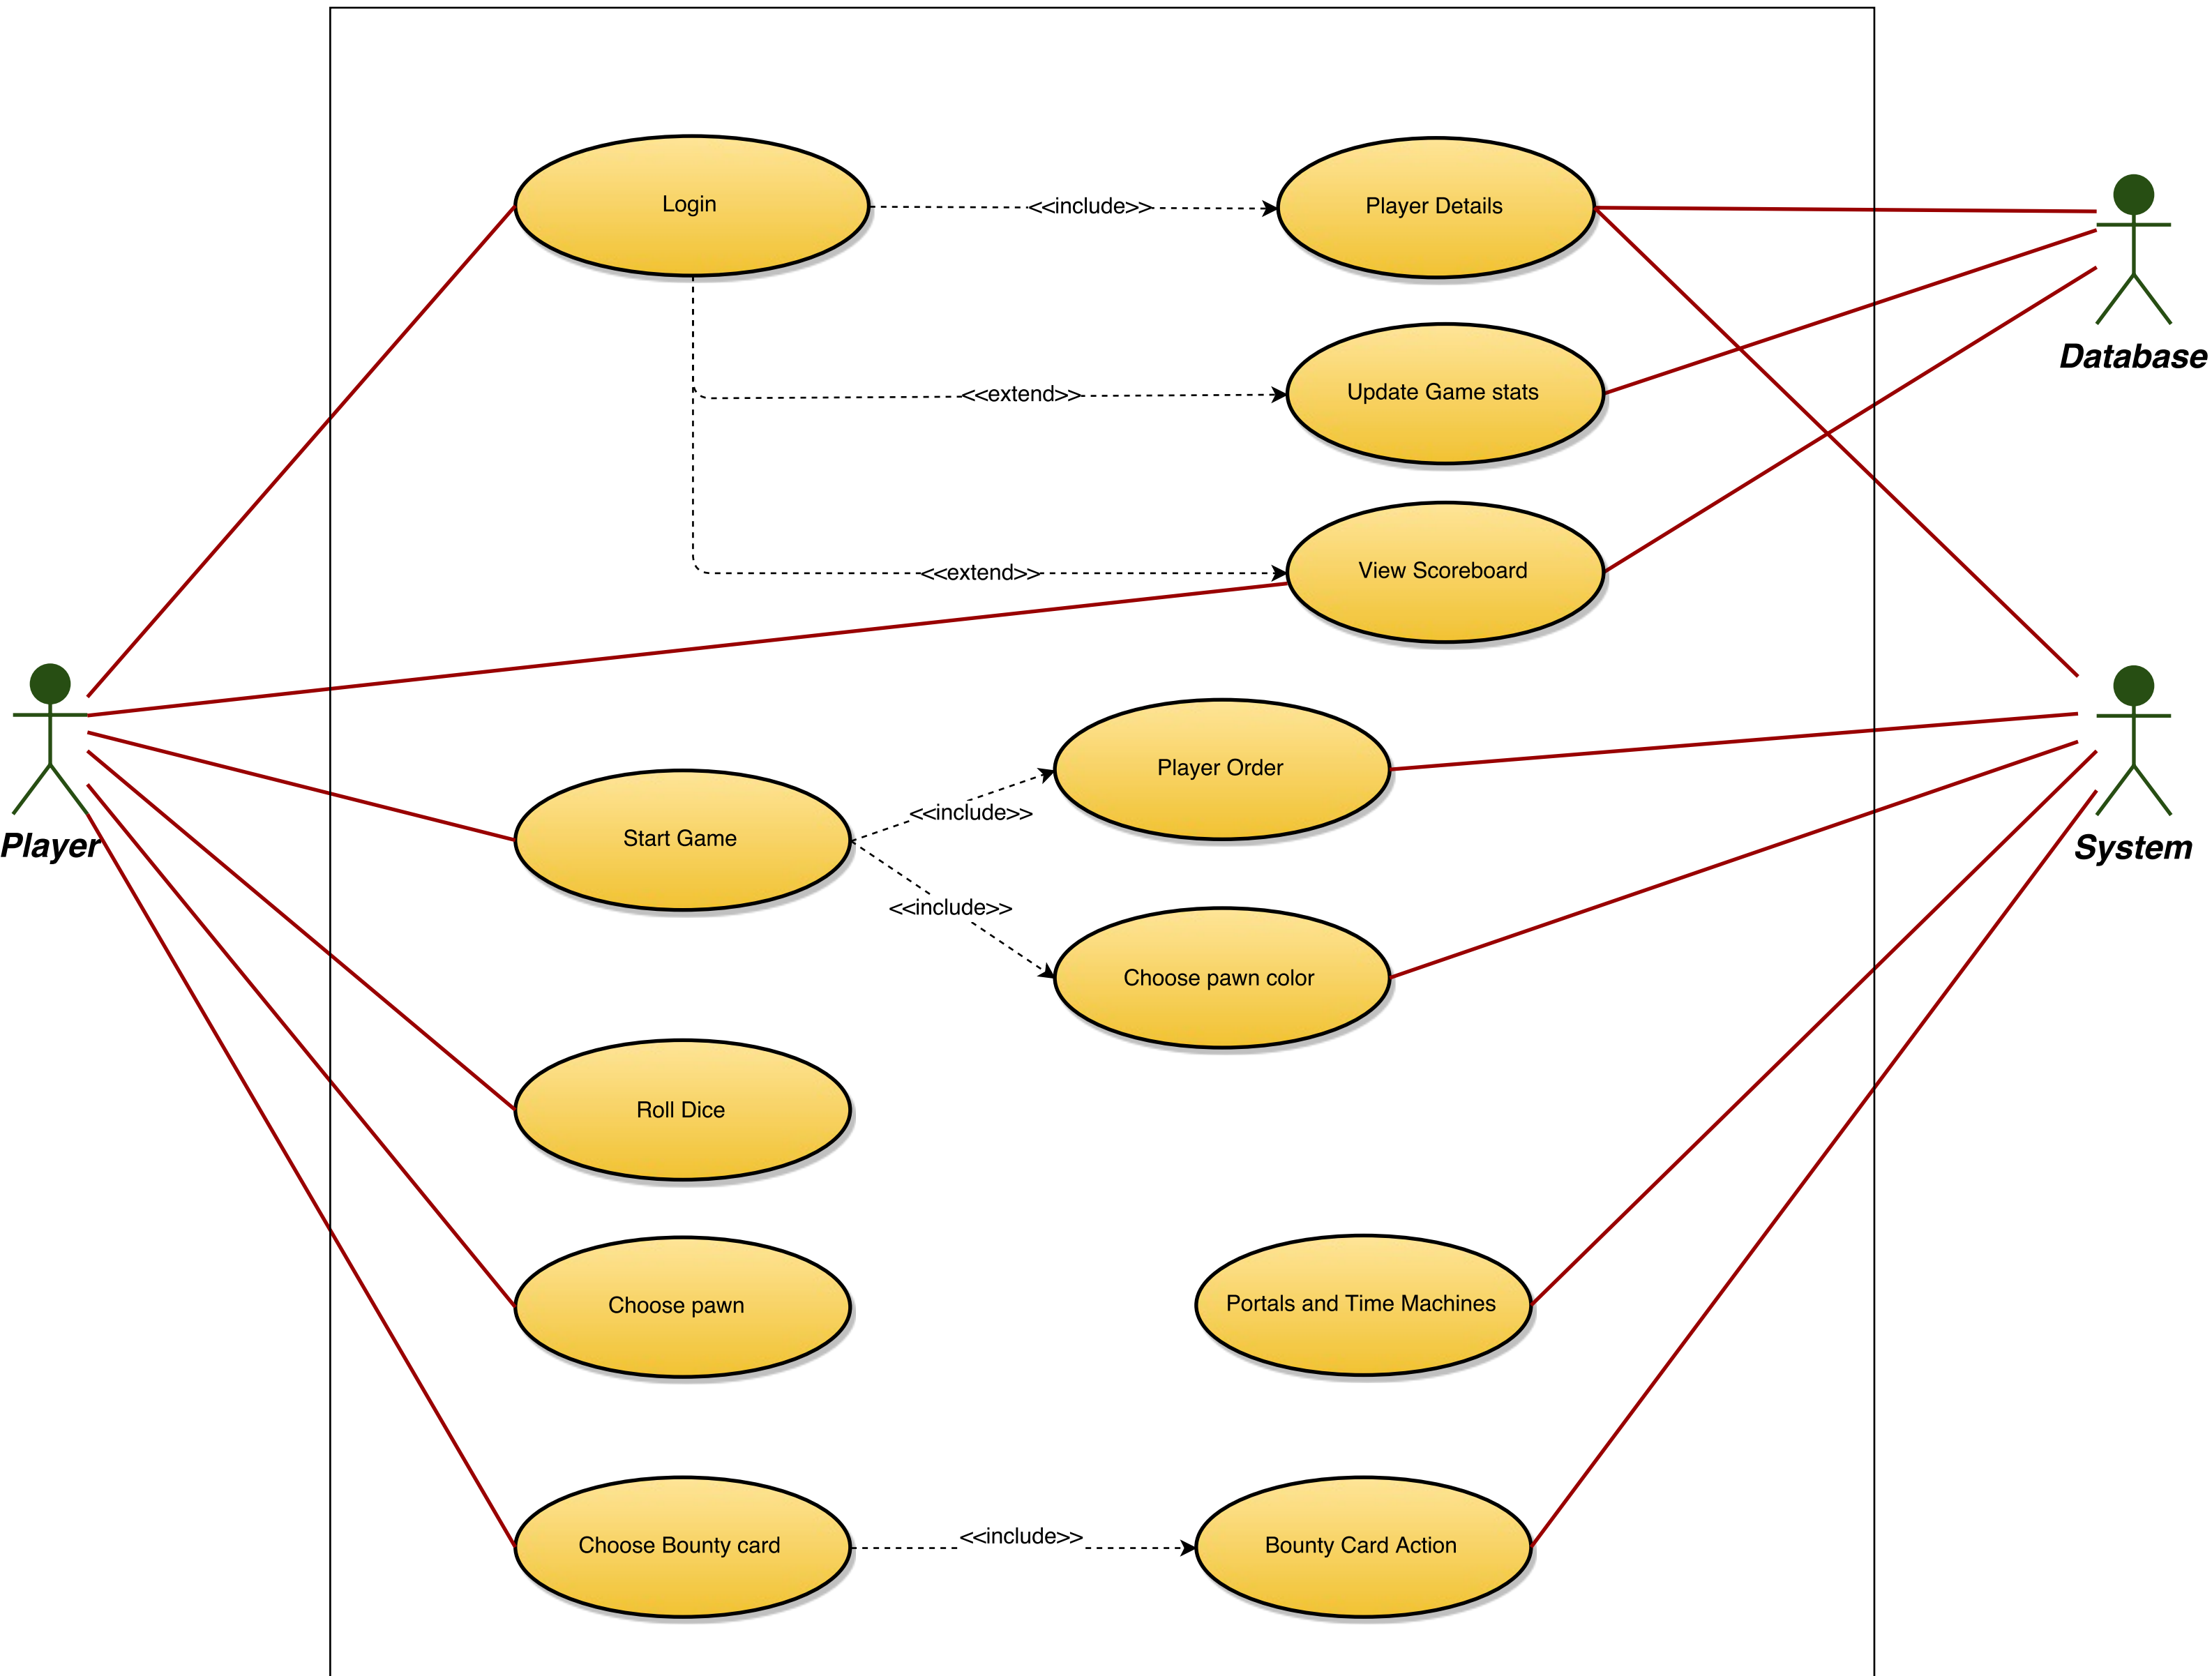 Login
<<include>>
Player Details
Database
<<extend>>
Update Game stats
<<extend>>
View Scoreboard
Player
Start Game
<<include>>
Player Order
System
<<include>>
Choose pawn color
Roll Dice
Choose pawn
Portals and Time Machines
Choose Bounty card
<<include>>
Bounty Card Action